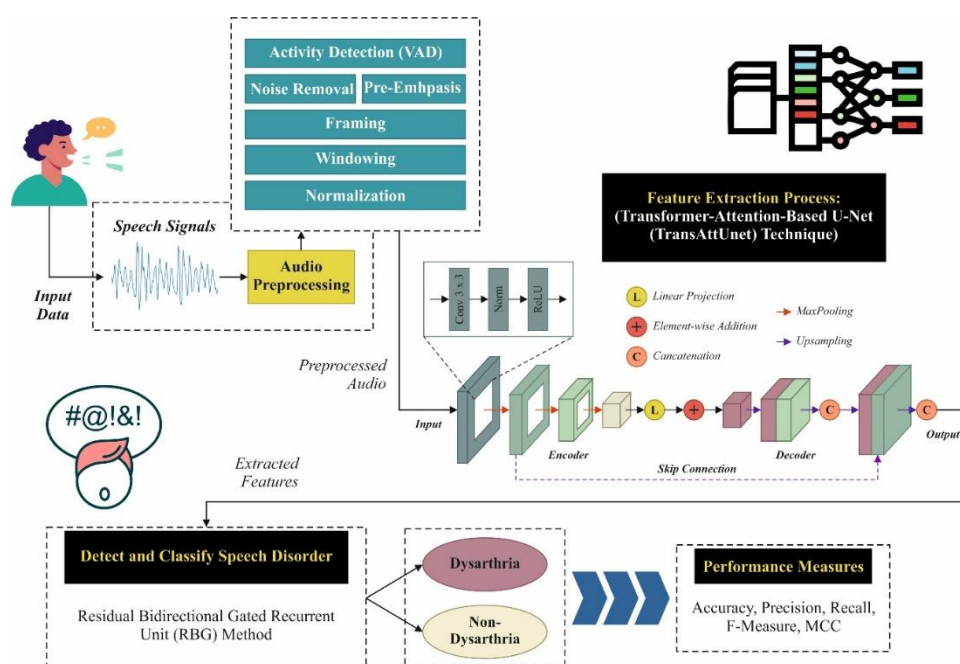 Activity Detection (VAD)
Noise Removal
Pre-Emhpasis
Framing
Windowing
Normalization
Speech Signals
Audio
Preprocessing
Input
Data
Feature Extraction Process:
(Transformer-Attention-Based U-Net
(TransAttUnet) Technique)
Conv 3 x 3
Norm
ReLU
L
Linear Projection
+
Element-wise Addition
C
Cancatenation
MaxPooling
Upsampling
Preprocessed
Audio
Input
Encoder
L
+
Decoder
C
C
Output
Skip Connection
#@!&!
Extracted
Features
Detect and Classify Speech Disorder
Residual Bidirectional Gated Recurrent
Unit (RBG) Method
Dysarthria
Non-
Dysarthria
Performance Measures
Accuracy, Precision, Recall,
F-Measure, MCC